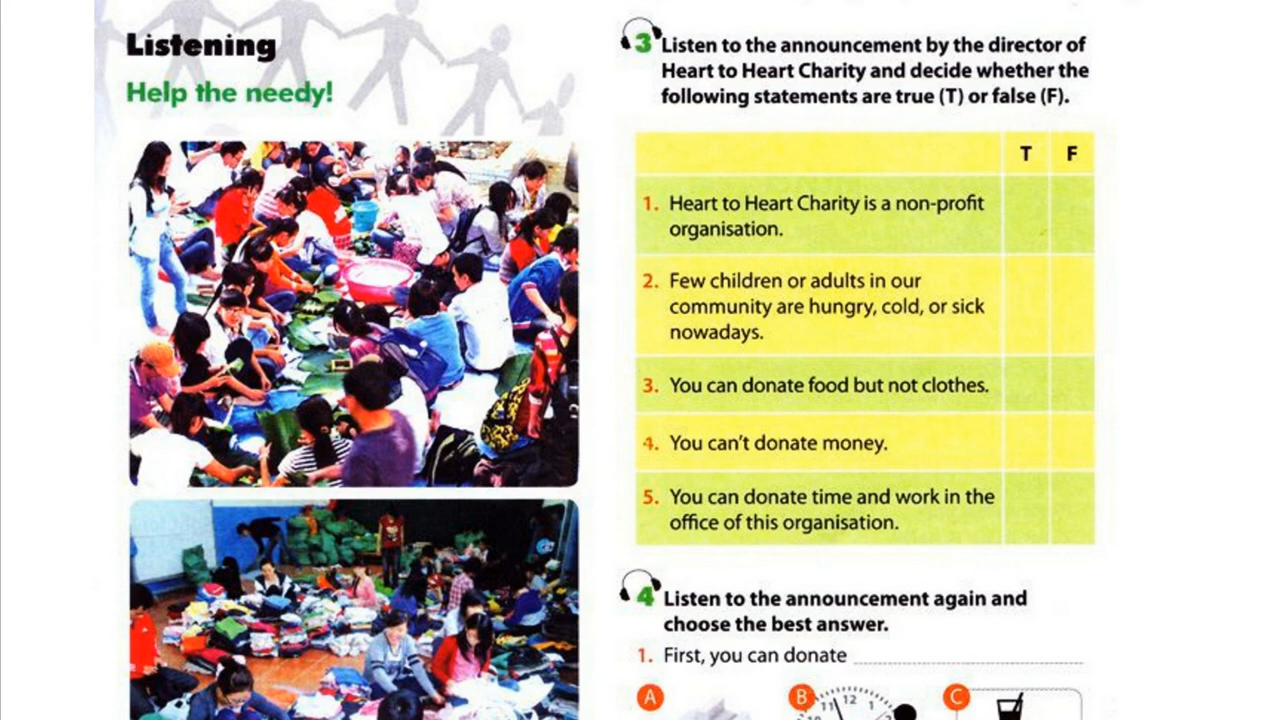 Listening
Help the needy!
3 Listen to the announcement by the director of
Heart to Heart Charity and decide whether the
following statements are true (T) or false (F).
T F
1. Heart to Heart Charity is a non-profit
organisation.
2. Few children or adults in our
community are hungry, cold, or sick
nowadays.
3. You can donate food but not clothes.
4. You can't donate money.
5. You can donate time and work in the
office of this organisation.
4 Listen to the announcement again and
choose the best answer.
1. First, you can donate
A B C
11 12 1